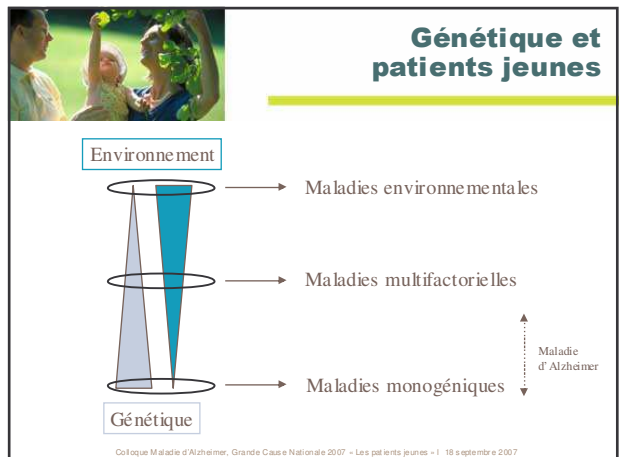 Génétique et
patients jeunes
Environnement
Maladies environnementales
Maladies multifactorielles
Maladie
d'Alzheimer
Maladies monogéniques
Génétique
Colloque Maladie d'Alzheimer, Grande Cause Nationale 2007 « Les patients jeunes » I 18 septembre 2007